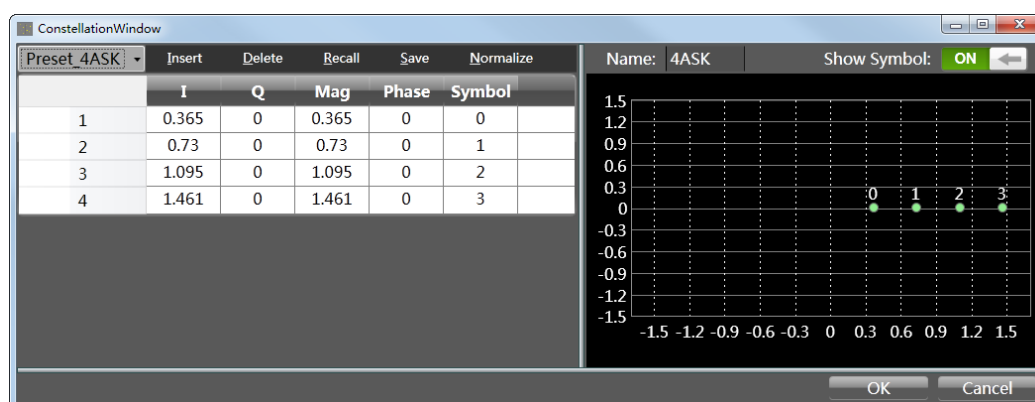 ConstellationWindow
Preset_4ASK Insert Delete Recall Save Normalize Name: 4ASK Show Symbol: ON
I Q Mag Phase Symbol
1 0.365 0 0.365 0 0
2 0.73 0 0.73 0 1
3 1.095 0 1.095 0 2
4 1.461 0 1.461 0 3
1.5
1.2
0.9
0.6
0.3
0
-0.3
-0.6
-0.9
-1.2
-1.5
0 1 2 3
-1.5 -1.2 -0.9 -0.6 -0.3 0 0.3 0.6 0.9 1.2 1.5
OK Cancel